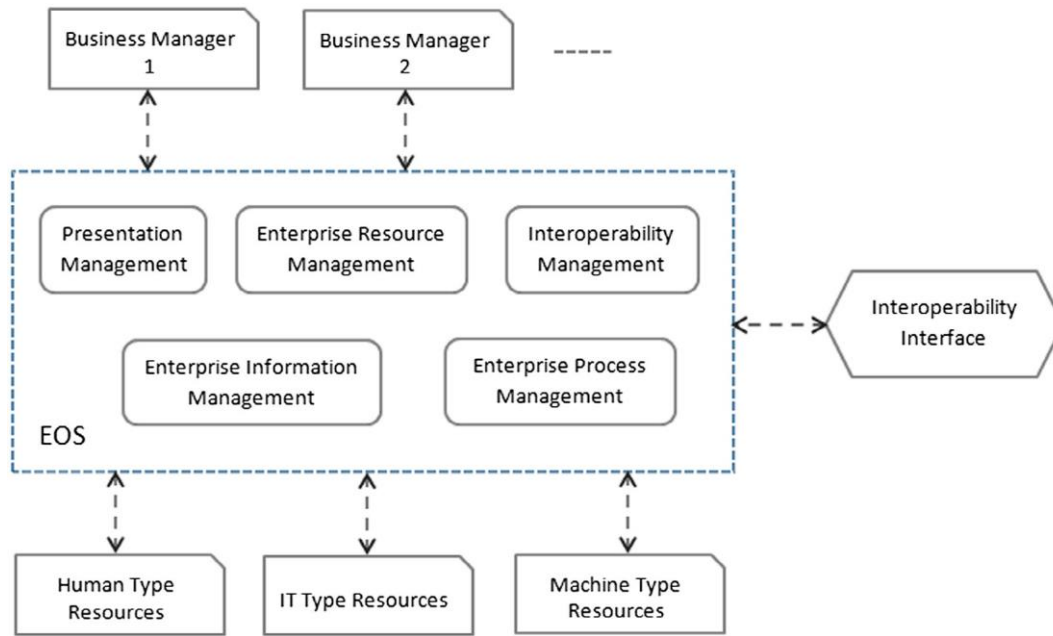 Business Manager
1
Business Manager
2
Presentation
Management
Enterprise Resource
Management
Interoperability
Management
Interoperability
Interface
Enterprise Information
Management
Enterprise Process
Management
EOS
Human Type
Resources
IT Type Resources
Machine Type
Resources